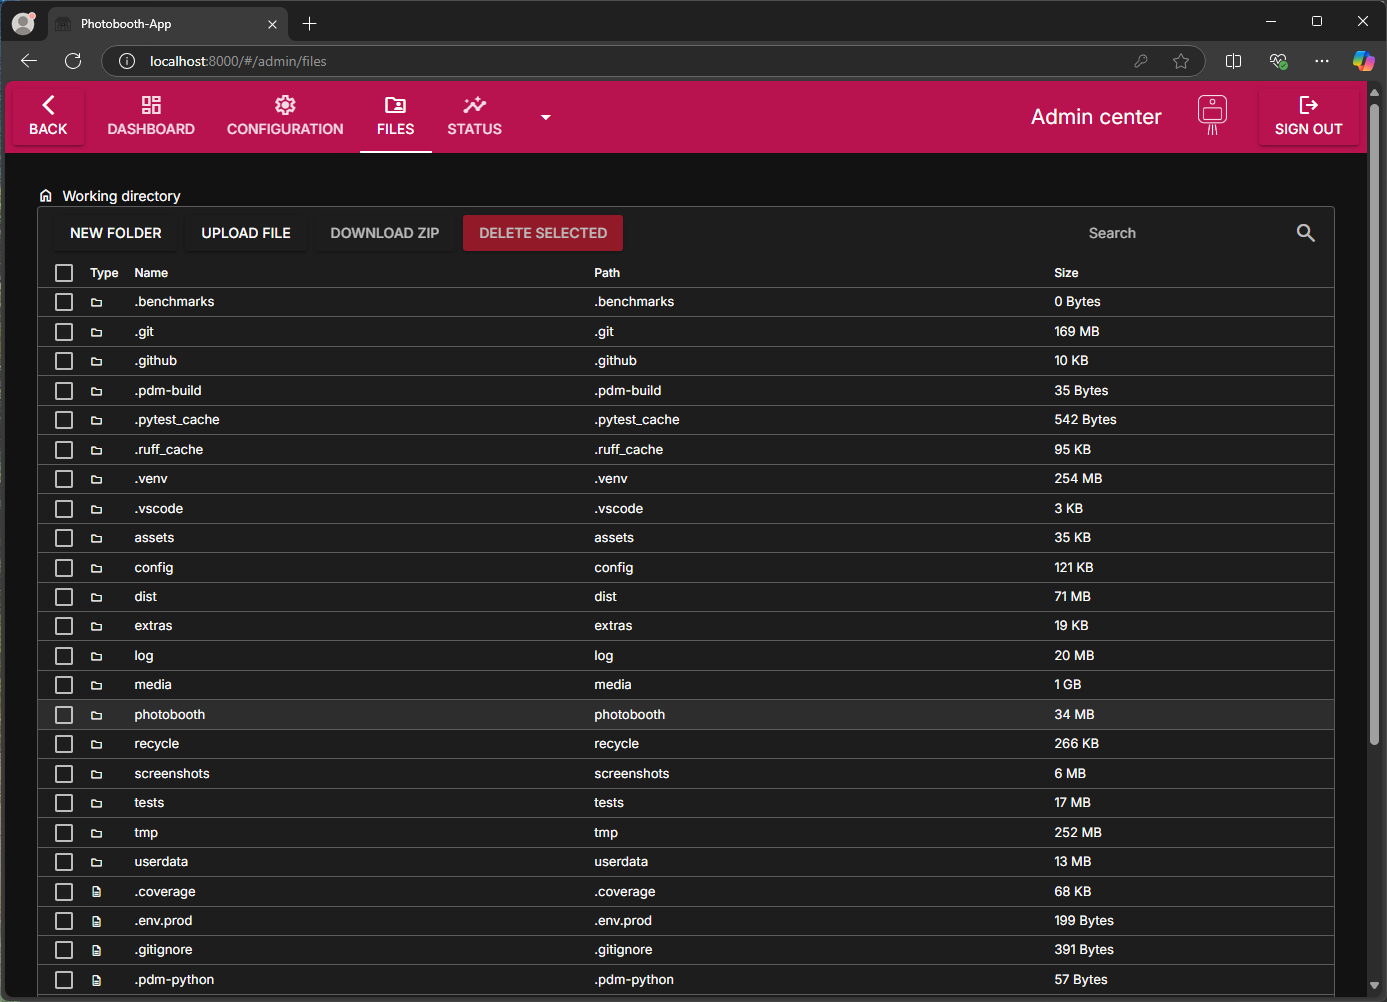 Photobooth-App
localhost:8000/#/admin/files
BACK
DASHBOARD
CONFIGURATION
FILES
STATUS
Admin center
SIGN OUT
Working directory
NEW FOLDER UPLOAD FILE DOWNLOAD ZIP DELETE SELECTED Search
Type Name Path Size
.benchmarks .benchmarks 0 Bytes
.git .git 169 MB
.github .github 10 KB
.pdm-build .pdm-build 35 Bytes
.pytest_cache .pytest_cache 542 Bytes
.ruff_cache .ruff_cache 95 KB
.venv .venv 254 MB
.vscode .vscode 3 KB
assets assets 35 KB
config config 121 KB
dist dist 71 MB
extras extras 19 KB
log log 20 MB
media media 1 GB
photobooth photobooth 34 MB
recycle recycle 266 KB
screenshots screenshots 6 MB
tests tests 17 MB
tmp tmp 252 MB
userdata userdata 13 MB
.coverage .coverage 68 KB
.env.prod .env.prod 199 Bytes
.gitignore .gitignore 391 Bytes
.pdm-python .pdm-python 57 Bytes